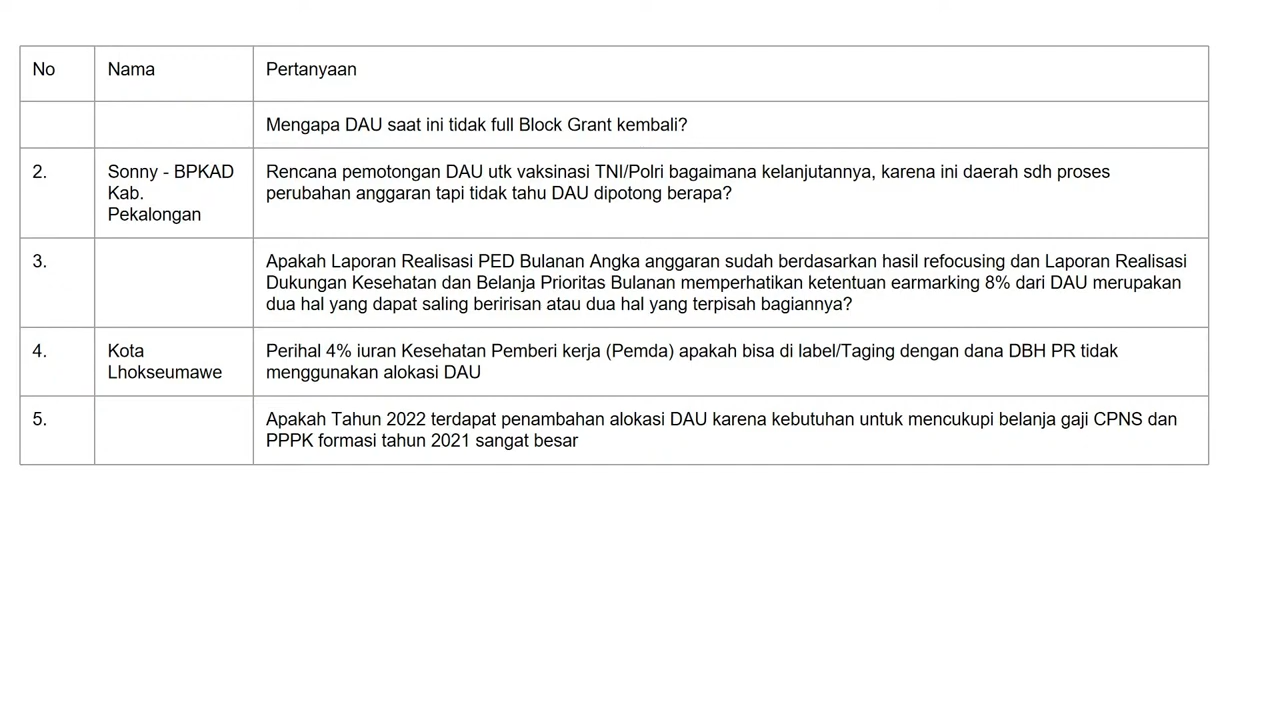 No
Nama
Pertanyaan
Mengapa DAU saat ini tidak full Block Grant kembali?
2.
Sonny - BPKAD
Kab.
Pekalongan
Rencana pemotongan DAU utk vaksinasi TNI/Polri bagaimana kelanjutannya, karena ini daerah sdh proses
perubahan anggaran tapi tidak tahu DAU dipotong berapa?
3.
Apakah Laporan Realisasi PED Bulanan Angka anggaran sudah berdasarkan hasil refocusing dan Laporan Realisasi
Dukungan Kesehatan dan Belanja Prioritas Bulanan memperhatikan ketentuan earmarking 8% dari DAU merupakan
dua hal yang dapat saling beririsan atau dua hal yang terpisah bagiannya?
4.
Kota
Lhokseumawe
Perihal 4% iuran Kesehatan Pemberi kerja (Pemda) apakah bisa di label/Taging dengan dana DBH PR tidak
menggunakan alokasi DAU
5.
Apakah Tahun 2022 terdapat penambahan alokasi DAU karena kebutuhan untuk mencukupi belanja gaji CPNS dan
PPPK formasi tahun 2021 sangat besar